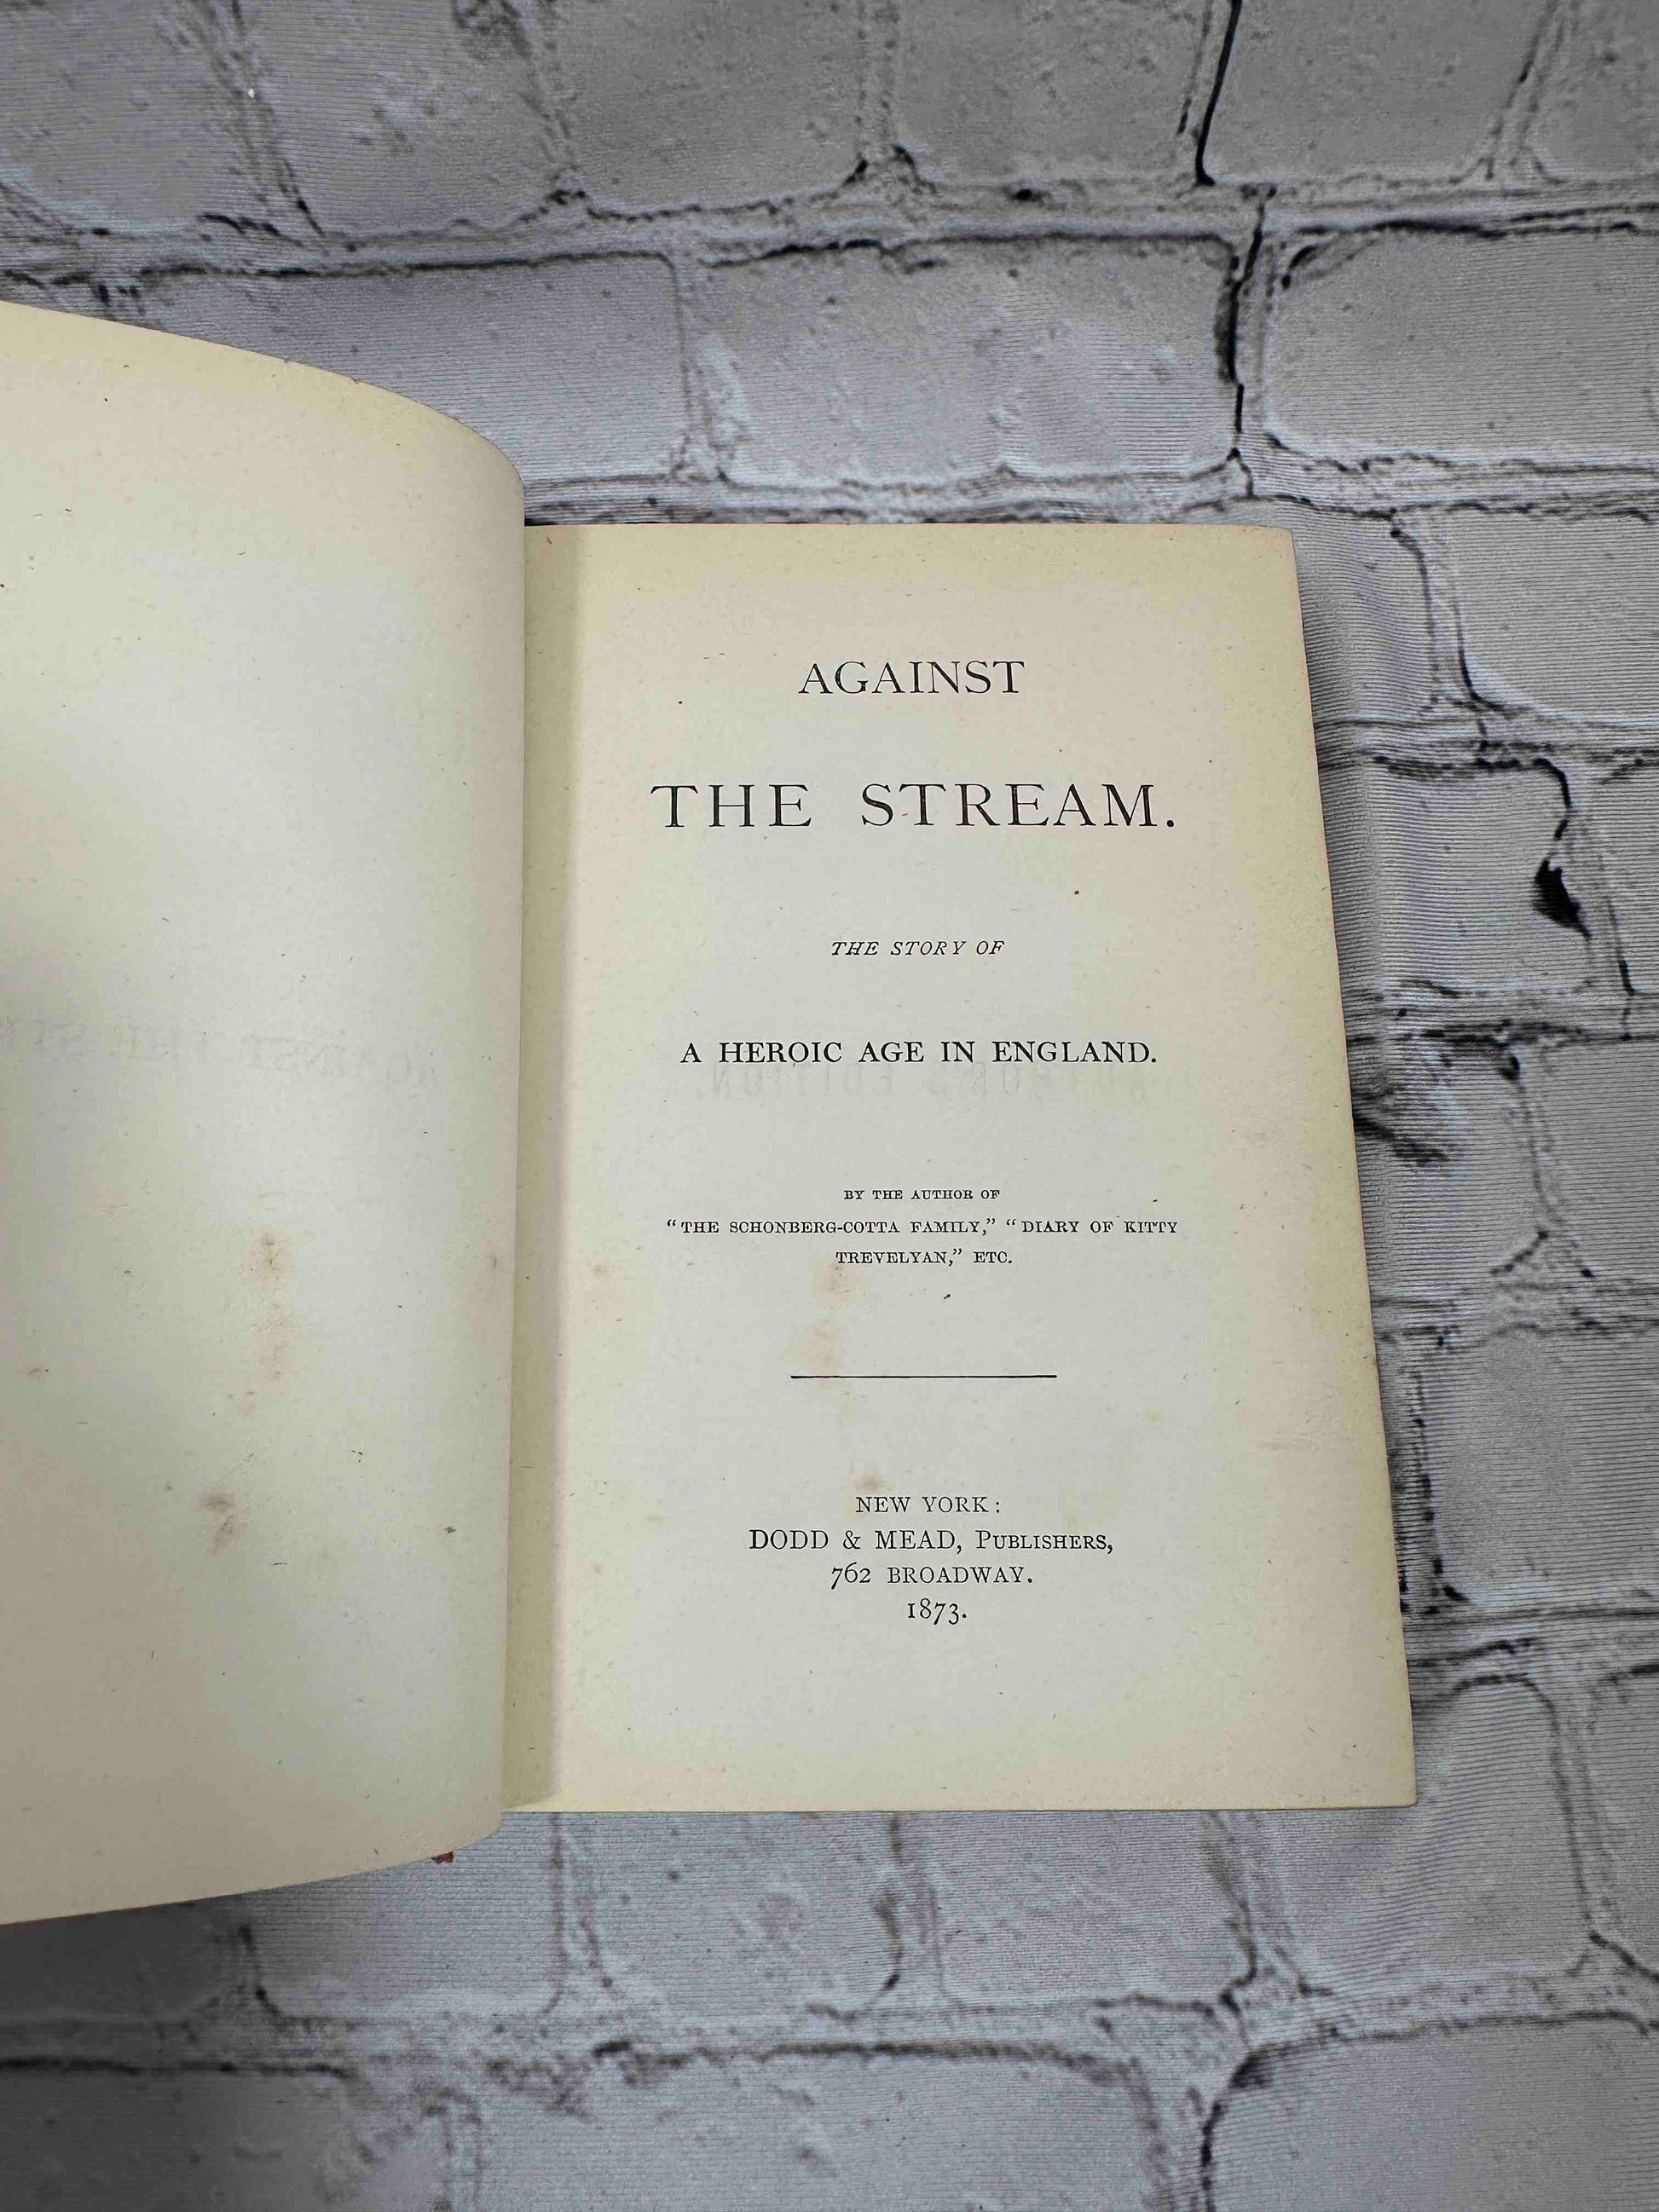 AGAINST
THE STREAM.
THE STORY OF
A HEROIC AGE IN ENGLAND.
BY THE AUTHOR OF
“THE SCHONBERG-COTTA FAMILY,” “DIARY OF KITTY
TREVELYAN,” ETC.
NEW YORK:
DODD & MEAD, PUBLISHERS,
762 BROADWAY.
1873.